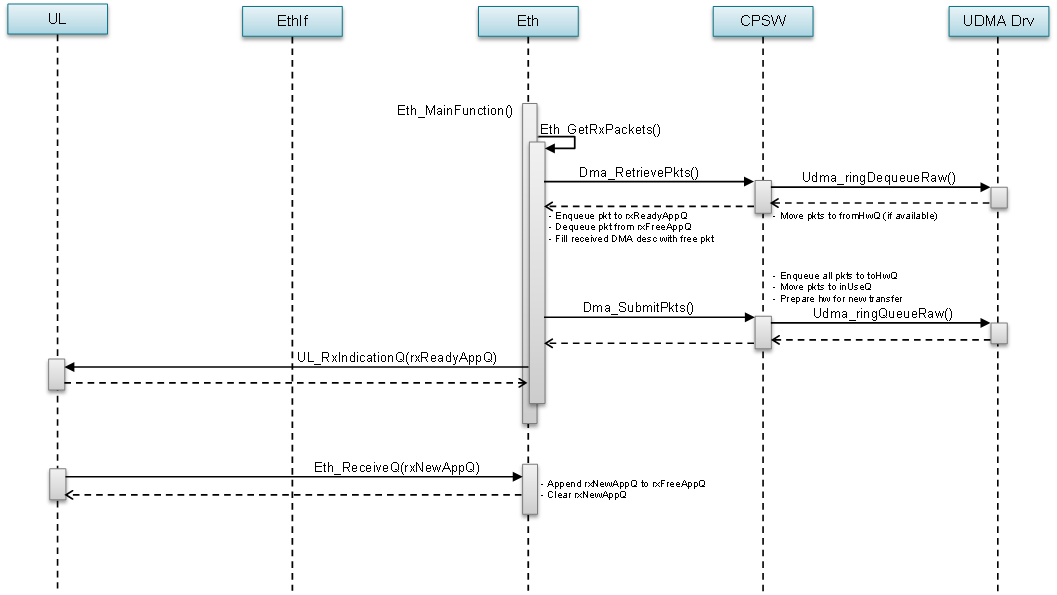 UL
EthIf
Eth
CPSW
UDMA Drv
Eth_MainFunction()
Eth_GetRxPackets()
Dma_RetrievePkts()
Udma_ringDequeueRaw()
- Enqueue pkt to rxReadyAppQ
- Dequeue pkt from rxFreeAppQ
- Fill received DMA desc with free pkt
- Move pkts to fromHwQ (if available)
- Enqueue all pkts to toHwQ
- Move pkts to inUseQ
- Prepare hw for new transfer
Dma_SubmitPkts()
Udma_ringQueueRaw()
UL_RxIndicationQ(rxReadyAppQ)
Eth_ReceiveQ(rxNewAppQ)
- Append rxNewAppQ to rxFreeAppQ
- Clear rxNewAppQ